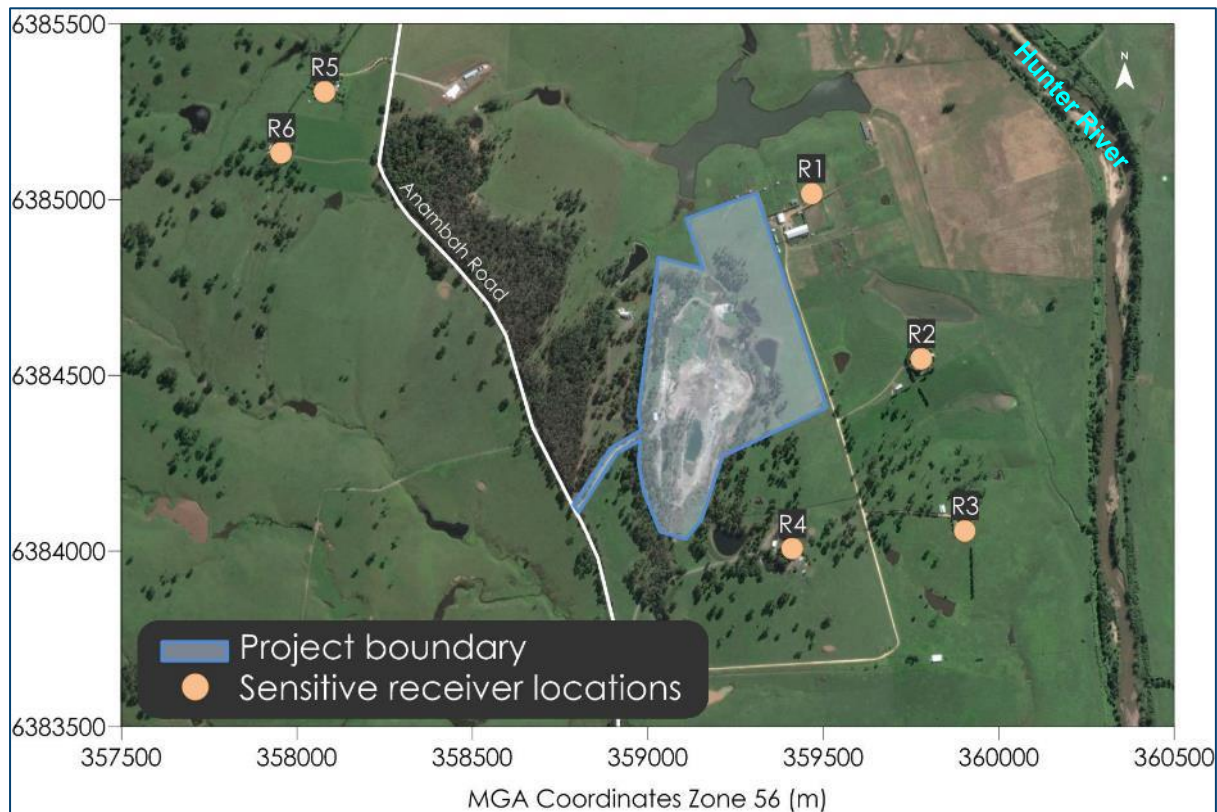 6385500
6385000
6384500
6384000
6383500
R5
R6
R1
R2
R3
R4
N
Hunter River
Anambah Road
Project boundary
Sensitive receiver locations
357500
358000
358500
359000
359500
360000
360500
MGA Coordinates Zone 56 (m)